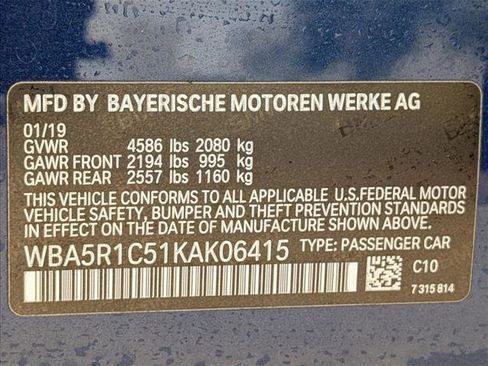 MFD BY BAYERISCHE MOTOREN WERKE AG
01/19
GVWR 4586 lbs 2080 kg
GAWR FRONT 2194 lbs 995 kg
GAWR REAR 2557 lbs 1160 kg
THIS VEHICLE CONFORMS TO ALL APPLICABLE U.S.FEDERAL MOTOR
VEHICLE SAFETY, BUMPER AND THEFT PREVENTION STANDARDS
IN EFFECT ON THE DATE OF MANUFACTURE SHOWN ABOVE.
WBA5R1C51KAK06415 TYPE: PASSENGER CAR
C10
7 315 814